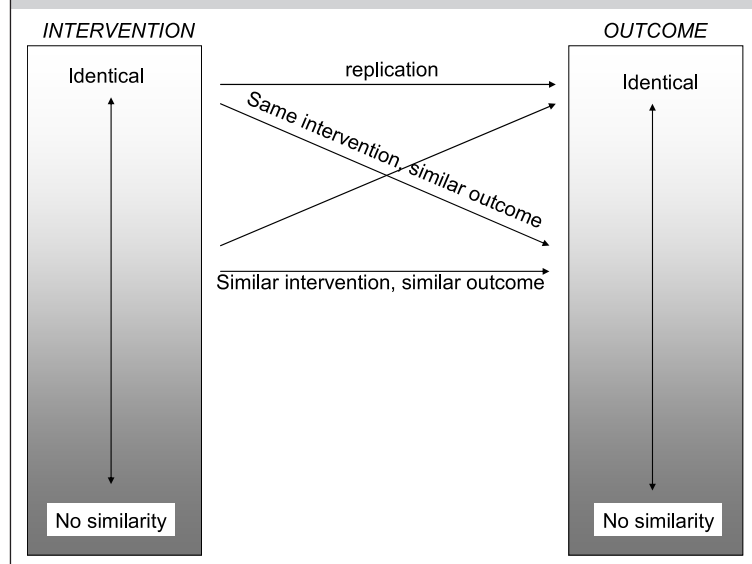 INTERVENTION
OUTCOME
Identical
replication
Identical
Same intervention, similar outcome
Similar intervention, similar outcome
No similarity
No similarity